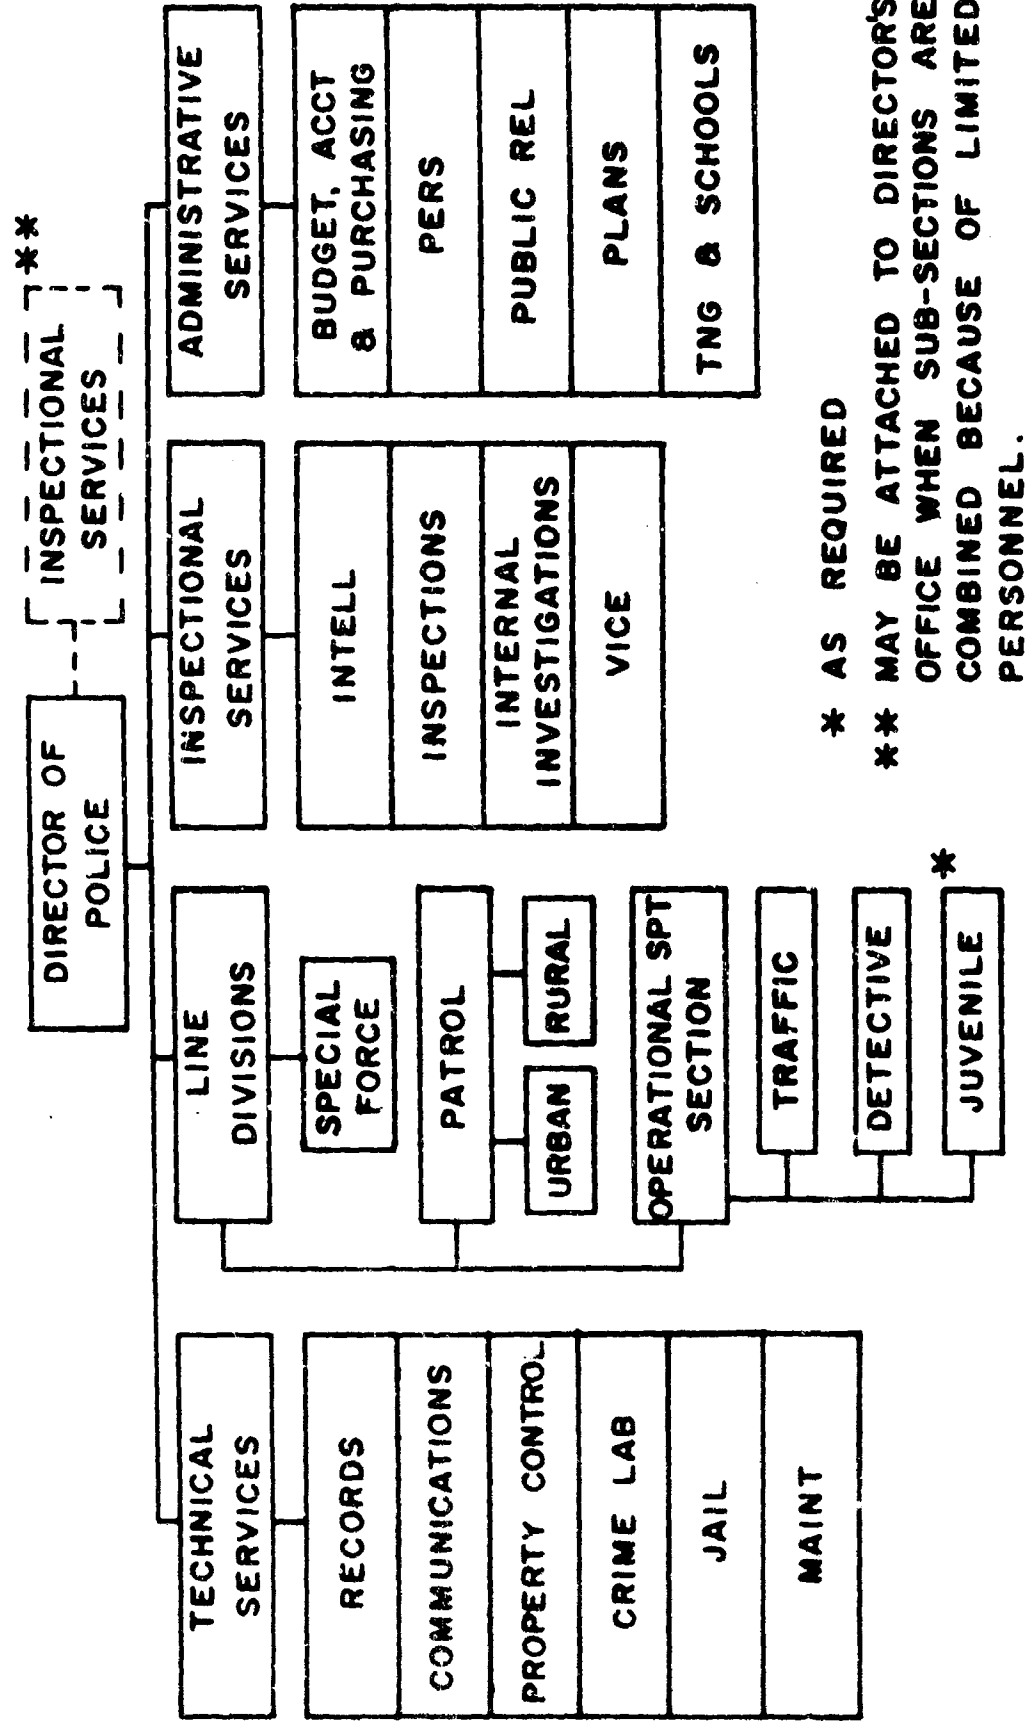 DIRECTOR OF
POLICE
INSPECTIONAL
SERVICES
**
TECHNICAL
SERVICES
RECORDS
COMMUNICATIONS
PROPERTY CONTROL
CRIME LAB
JAIL
MAINT
LINE
DIVISIONS
SPECIAL
FORCE
PATROL
URBAN
RURAL
OPERATIONAL SPT
SECTION
TRAFFIC
DETECTIVE
JUVENILE
*
INSPECTIONAL
SERVICES
INTELL
INSPECTIONS
INTERNAL
INVESTIGATIONS
VICE
ADMINISTRATIVE
SERVICES
BUDGET, ACCT
& PURCHASING
PERS
PUBLIC REL
PLANS
TNG & SCHOOLS
* AS REQUIRED
** MAY BE ATTACHED TO DIRECTOR'S
OFFICE WHEN SUB-SECTIONS ARE
COMBINED BECAUSE OF LIMITED
PERSONNEL.